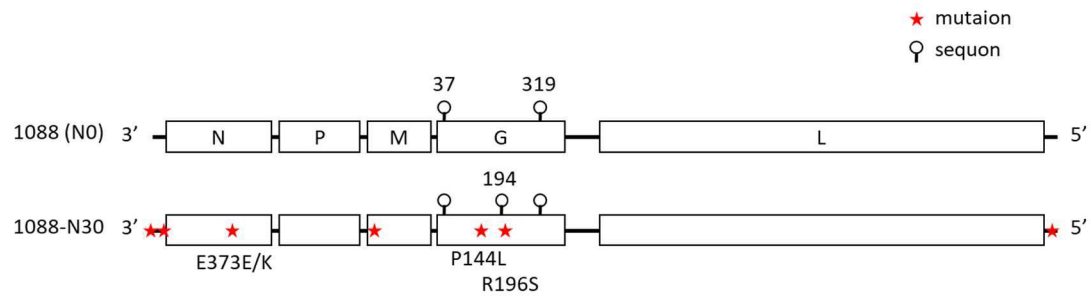 mutaion
sequon
37 319
1088 (N0) 3’ N P M G L 5’
194
1088-N30 3’ 5’
E373E/K P144L
R196S